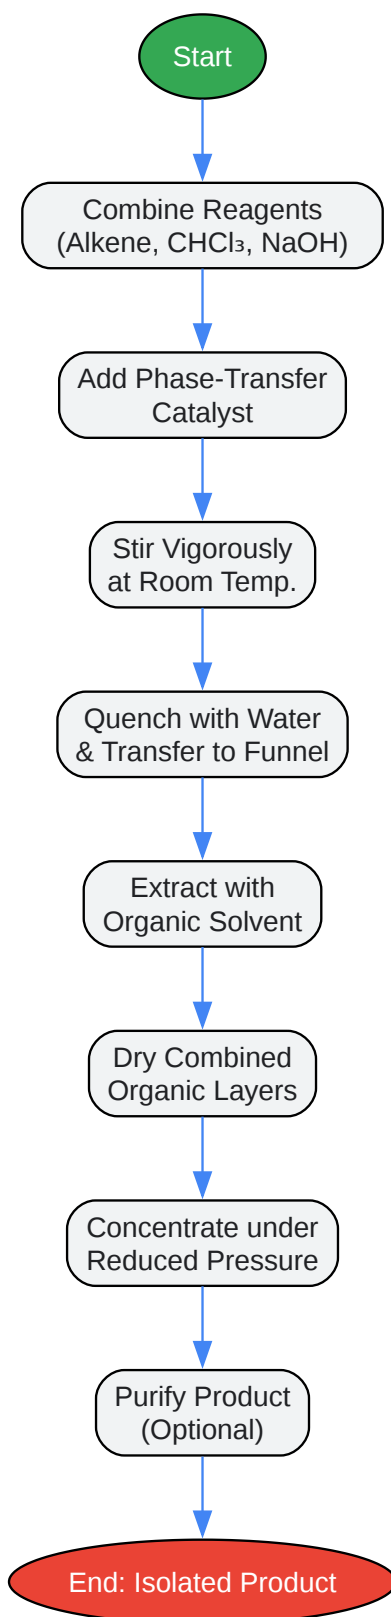 Start
Combine Reagents
(Alkene, CHCl₃, NaOH)
Add Phase-Transfer
Catalyst
Stir Vigorously
at Room Temp.
Quench with Water
& Transfer to Funnel
Extract with
Organic Solvent
Dry Combined
Organic Layers
Concentrate under
Reduced Pressure
Purify Product
(Optional)
End: Isolated Product